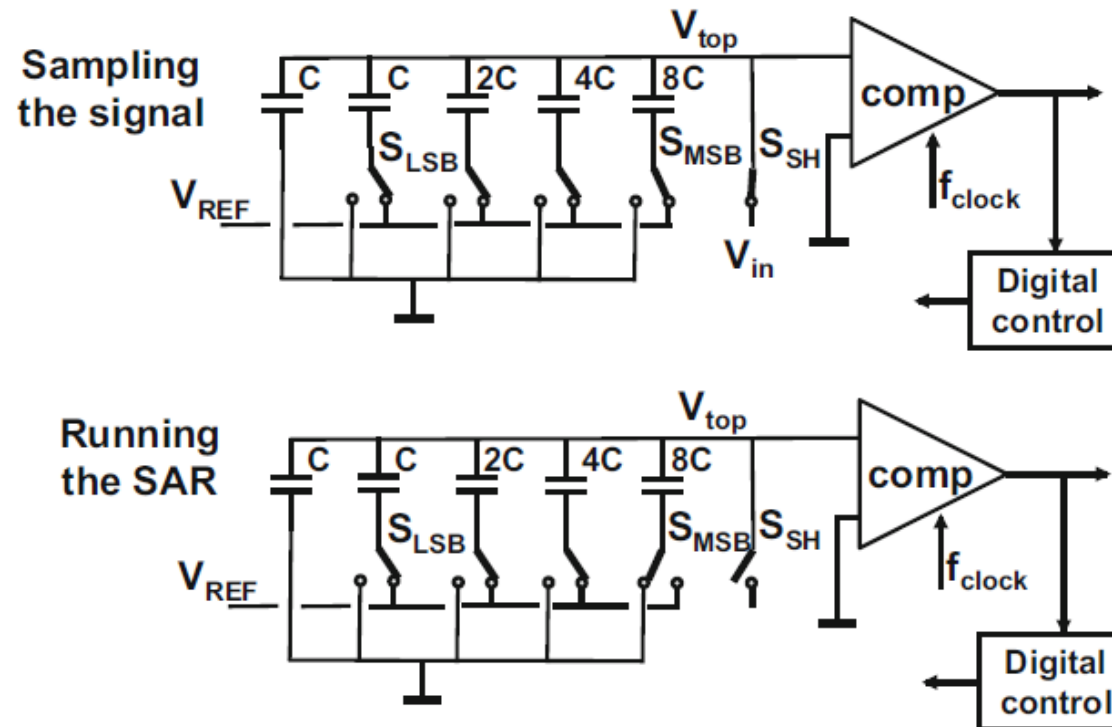 Sampling
the signal
V_top
C
C
2C
4C
8C
S_LSB
S_MSB
S_SH
V_REF
V_in
comp
f_clock
Digital
control
Running
the SAR
V_top
C
C
2C
4C
8C
S_LSB
S_MSB
S_SH
V_REF
comp
f_clock
Digital
control